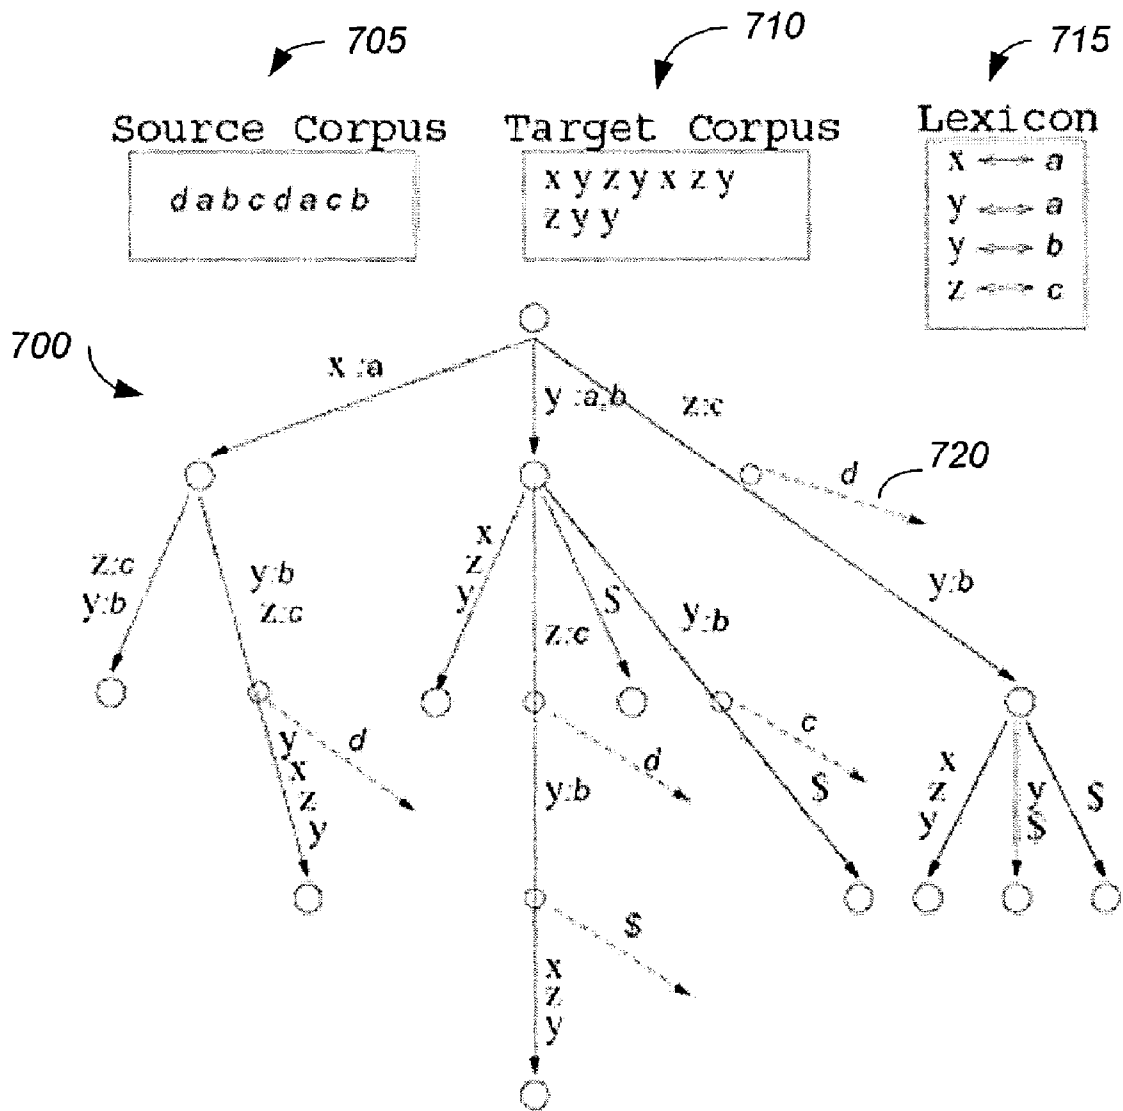 705
710
715
Source Corpus
Target Corpus
Lexicon
d a b c d a c b
x y z y x z y
z y y
x ⟷ a
y ⟷ a
y ⟷ b
z ⟷ c
700
x :a
y :a,b
z:c
720
d
z:c
y:b
y:b
z:c
x
z
y
z:c
$
y:b
y:b
d
y
x
z
y
d
y:b
c
$
x
z
y
y
$
$
$
x
z
y